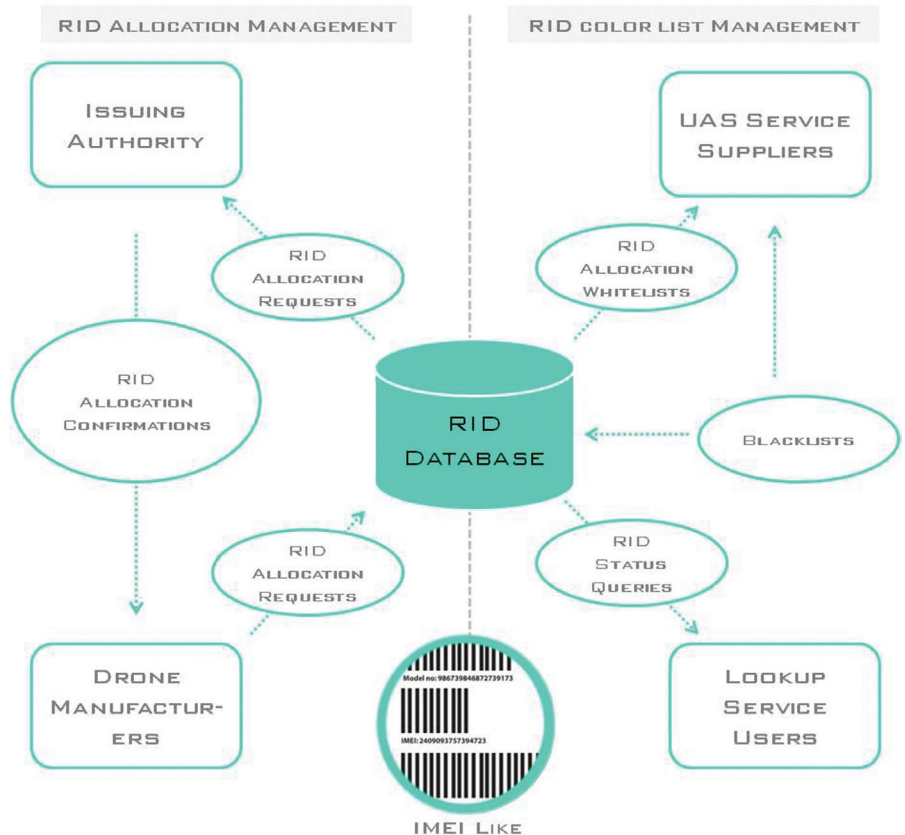 RID ALLOCATION MANAGEMENT
RID COLOR LIST MANAGEMENT
ISSUING
AUTHORITY
UAS SERVICE
SUPPLIERS
RID
ALLOCATION
REQUESTS
RID
ALLOCATION
WHITELISTS
RID
ALLOCATION
CONFIRMATIONS
RID
DATABASE
BLACKLISTS
RID
ALLOCATION
REQUESTS
RID
STATUS
QUERIES
DRONE
MANUFACTUR-
ERS
Model no: 986739846872739173
IMEI: 2409093757394723
LOOKUP
SERVICE
USERS
IMEI LIKE